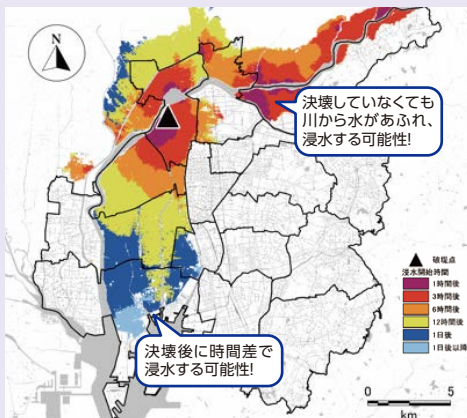 N
決壊していなくても
川から水があふれ、
浸水する可能性!
破堤点
浸水開始時間
1時間後
3時間後
6時間後
12時間後
1日後
1日後以降
決壊後に時間差で
浸水する可能性!
0 5
km